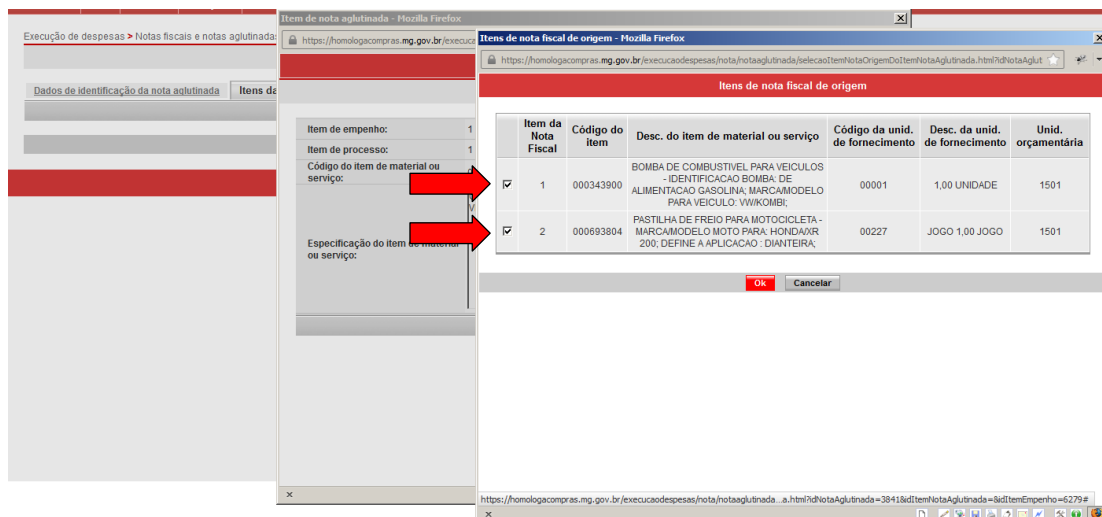 Execução de despesas > Notas fiscais e notas aglutinadas
Dados de identificação da nota aglutinada
Itens da
Item de nota aglutinada - Mozilla Firefox
https://homologacompras.mg.gov.br/execuca
Item de empenho:
1
Item de processo:
1
Código do item de material ou
serviço:
Especificação do item de material
ou serviço:
x
Itens de nota fiscal de origem - Mozilla Firefox
https://homologacompras.mg.gov.br/execucaodespesas/nota/notaaglutinada/selecaoItemNotaOrigemDoItemNotaAglutinada.html?idNotaAglut
Itens de nota fiscal de origem
Item da
Nota
Fiscal
Código do
item
Desc. do item de material ou serviço
Código da unid.
de fornecimento
Desc. da unid.
de fornecimento
Unid.
orçamentária
1
000343900
BOMBA DE COMBUSTIVEL PARA VEICULOS
- IDENTIFICACAO BOMBA: DE
ALIMENTACAO GASOLINA; MARCA/MODELO
PARA VEICULO: VW/KOMBI;
00001
1,00 UNIDADE
1501
2
000693804
PASTILHA DE FREIO PARA MOTOCICLETA -
MARCA/MODELO MOTO PARA: HONDA/XR
200; DEFINE A APLICACAO : DIANTEIRA;
00227
JOGO 1,00 JOGO
1501
Ok
Cancelar
https://homologacompras.mg.gov.br/execucaodespesas/nota/notaaglutinada...a.html?idNotaAglutinada=3841&idItemNotaAglutinada=&idItemEmpenho=6279#
x